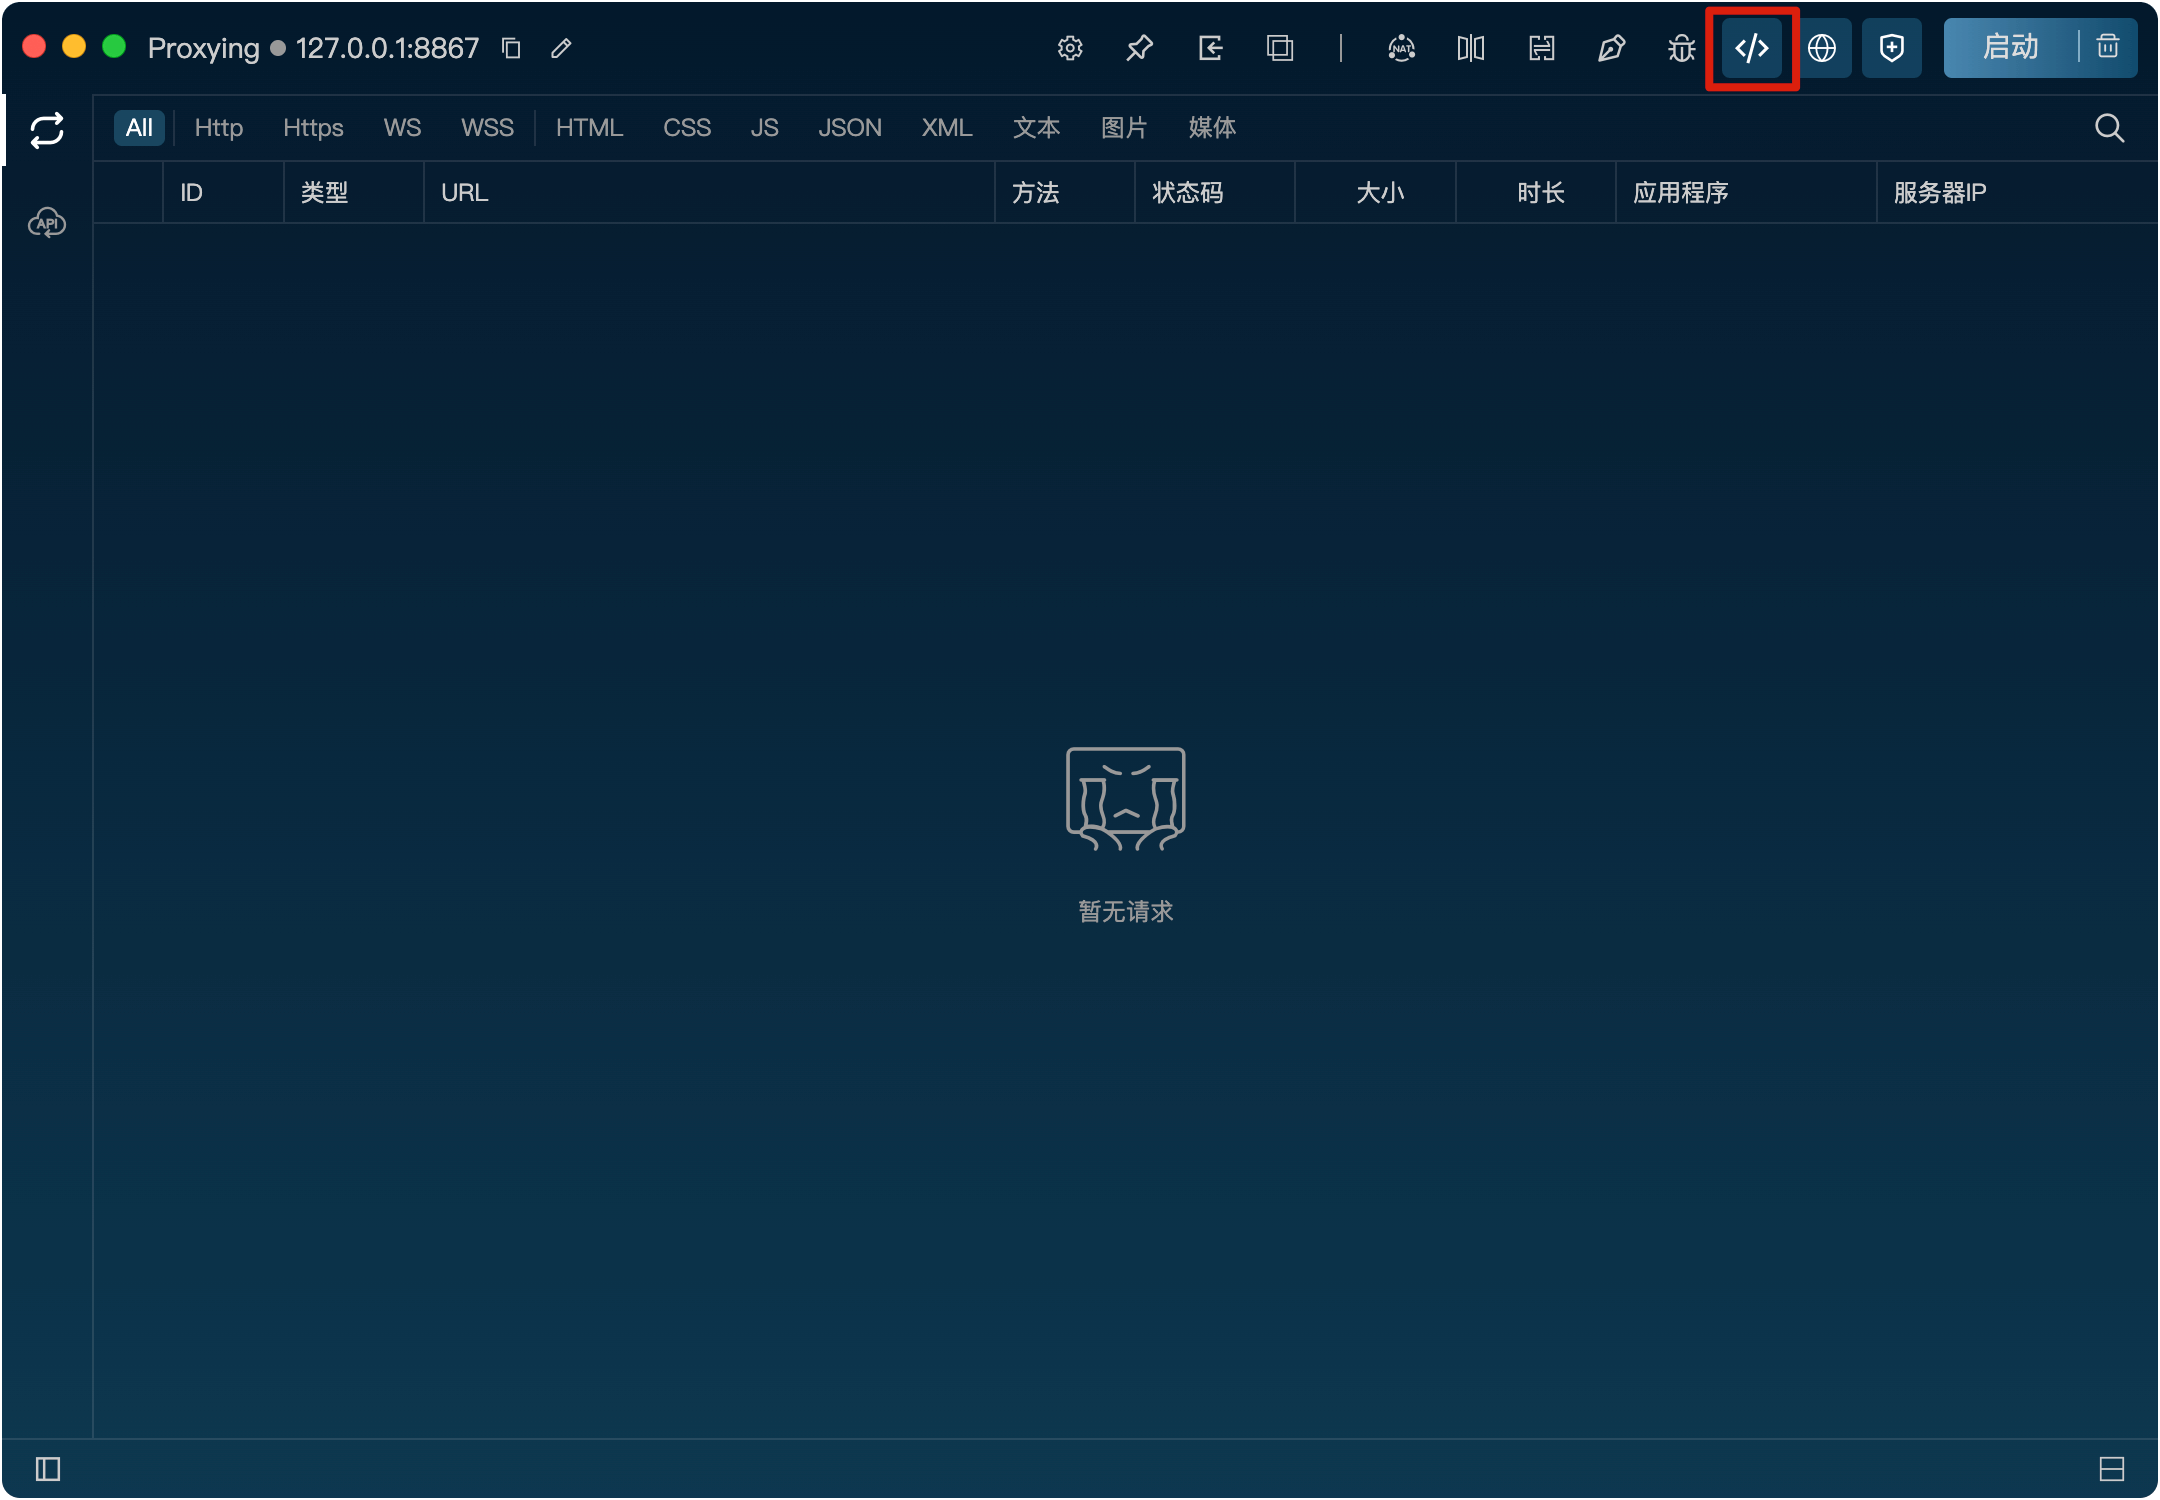 Proxying 127.0.0.1:8867 NAT </> 启动
All Http Https WS WSS HTML CSS JS JSON XML 文本 图片 媒体
ID 类型 URL 方法 状态码 大小 时长 应用程序 服务器IP
API
暂无请求